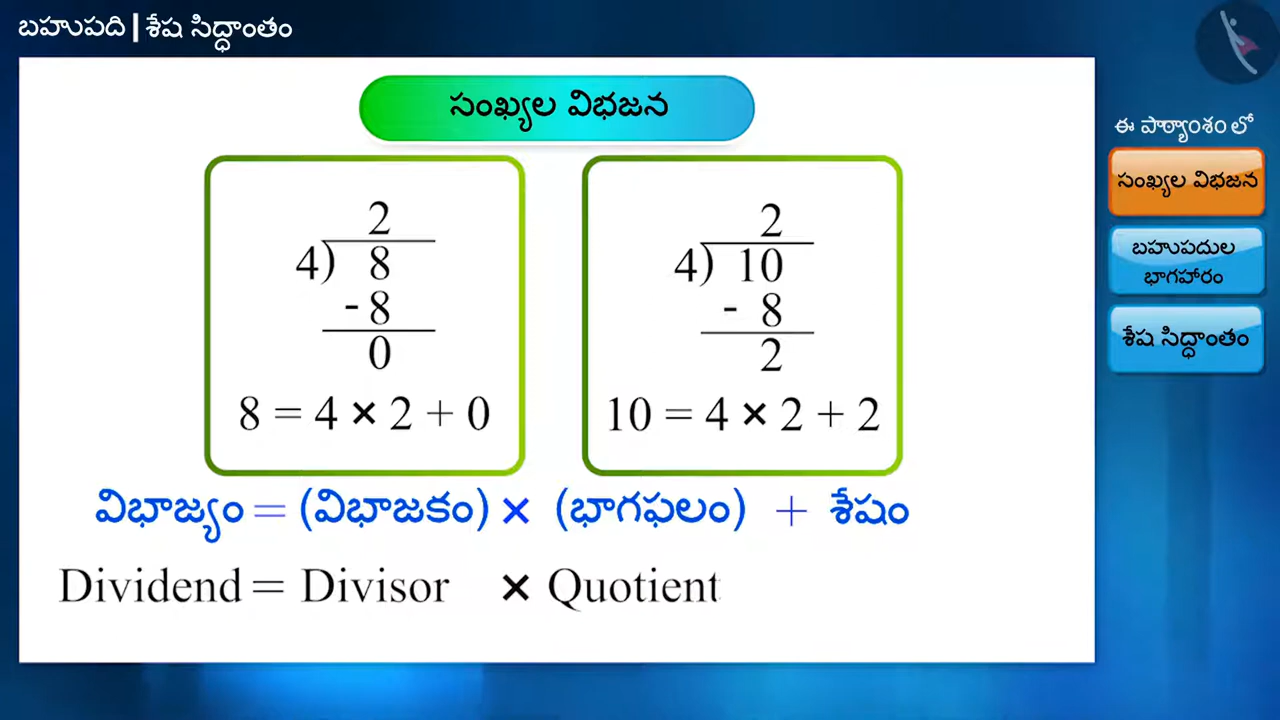 బహుపది | శేష సిద్ధాంతం
సంఖ్యల విభజన
2
4) 8
- 8
0
8 = 4 × 2 + 0
2
4) 10
- 8
2
10 = 4 × 2 + 2
విభాజ్యం = (విభాజకం) × (భాగఫలం) + శేషం
Dividend = Divisor × Quotient
ఈ పాఠ్యాంశం లో
సంఖ్యల విభజన
బహుపదుల
భాగహారం
శేష సిద్ధాంతం